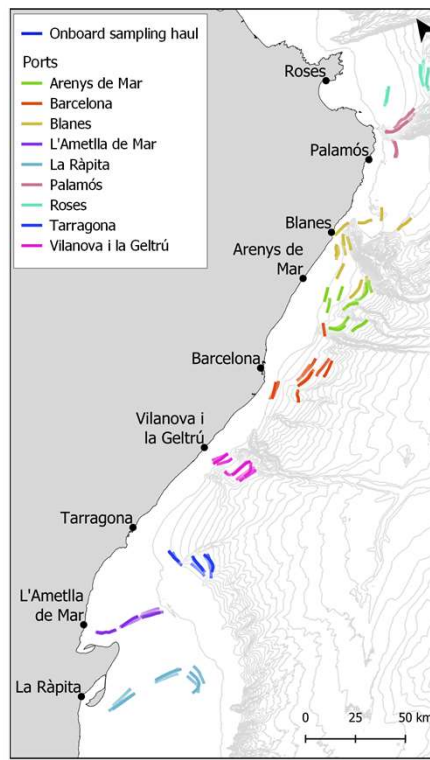 Onboard sampling haul
Ports
Arenys de Mar
Barcelona
Blanes
L'Ametlla de Mar
La Ràpita
Palamós
Roses
Tarragona
Vilanova i la Geltrú
Roses
Palamós
Blanes
Arenys de
Mar
Barcelona
Vilanova i
la Geltrú
Tarragona
L'Ametlla
de Mar
La Ràpita
0 25 50 km